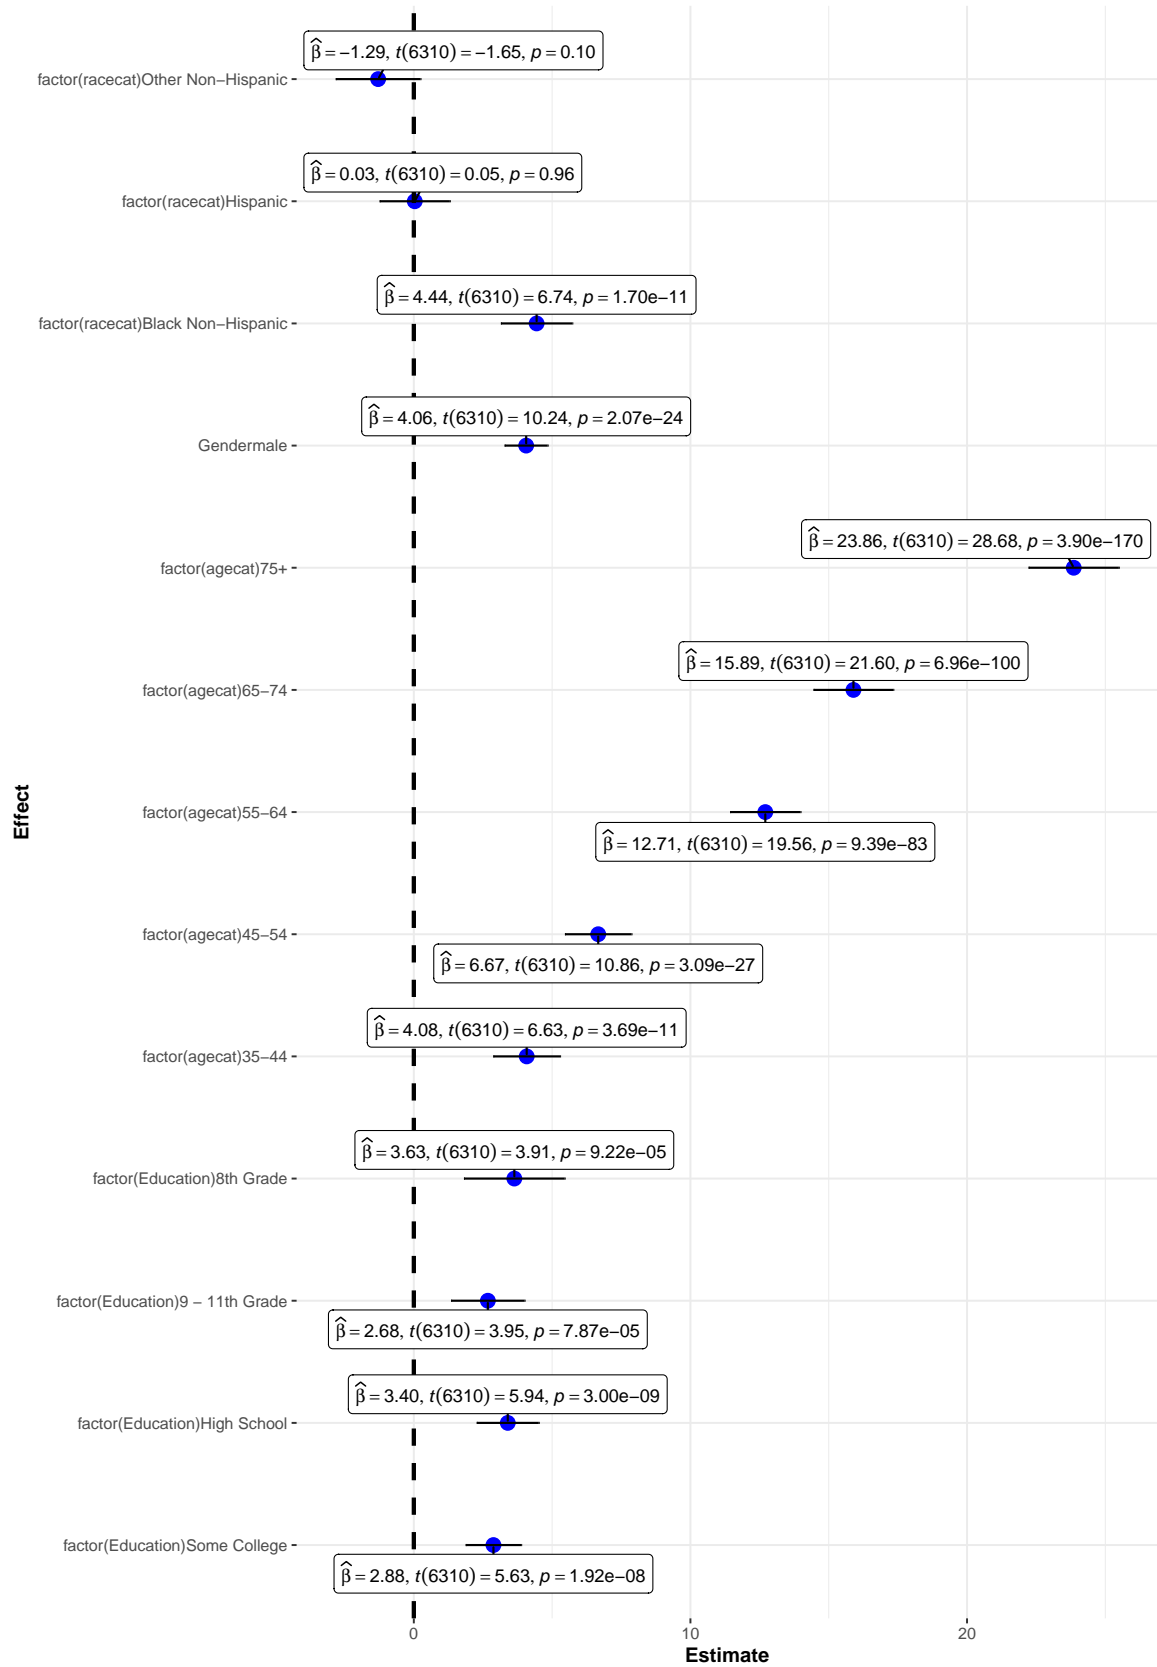 β̂ = −1.29, t(6310) = −1.65, p = 0.10
factor(racecat)Other Non−Hispanic
β̂ = 0.03, t(6310) = 0.05, p = 0.96
factor(racecat)Hispanic
β̂ = 4.44, t(6310) = 6.74, p = 1.70e−11
factor(racecat)Black Non−Hispanic
β̂ = 4.06, t(6310) = 10.24, p = 2.07e−24
Gendermale
β̂ = 23.86, t(6310) = 28.68, p = 3.90e−170
factor(agecat)75+
β̂ = 15.89, t(6310) = 21.60, p = 6.96e−100
factor(agecat)65−74
factor(agecat)55−64
β̂ = 12.71, t(6310) = 19.56, p = 9.39e−83
Effect
factor(agecat)45−54
β̂ = 6.67, t(6310) = 10.86, p = 3.09e−27
β̂ = 4.08, t(6310) = 6.63, p = 3.69e−11
factor(agecat)35−44
β̂ = 3.63, t(6310) = 3.91, p = 9.22e−05
factor(Education)8th Grade
factor(Education)9 − 11th Grade
β̂ = 2.68, t(6310) = 3.95, p = 7.87e−05
β̂ = 3.40, t(6310) = 5.94, p = 3.00e−09
factor(Education)High School
factor(Education)Some College
β̂ = 2.88, t(6310) = 5.63, p = 1.92e−08
0 10 20
Estimate